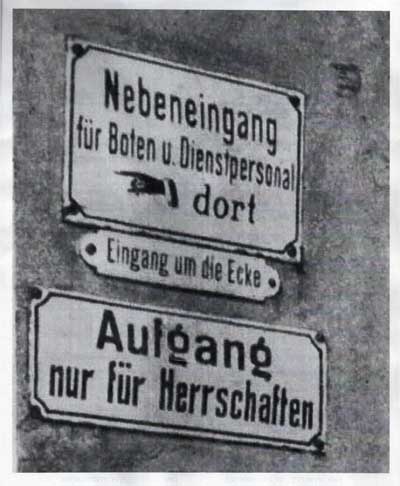 Nebeneingang
für Boten u. Dienstpersonal
dort
Eingang um die Ecke
Aufgang
nur für Herrschaften